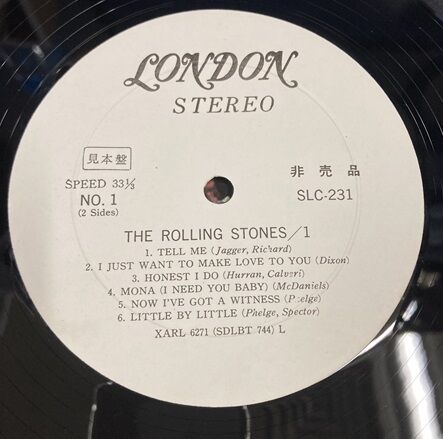 LONDON
STEREO
見本盤
非売品
SPEED 33⅓
SLC-231
NO. 1
(2 Sides)
THE ROLLING STONES/1
1. TELL ME (Jagger, Richard)
2. I JUST WANT TO MAKE LOVE TO YOU (Dixon)
3. HONEST I DO (Hurran, Calveri)
4. MONA (I NEED YOU BABY) (McDaniels)
5. NOW I'VE GOT A WITNESS (Phelge)
6. LITTLE BY LITTLE (Phelge, Spector)
XARL 6271 (SDLBT 744) L